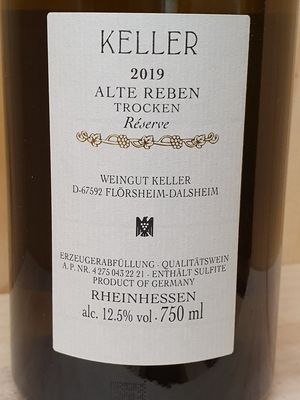 KELLER
2019
ALTE REBEN
TROCKEN
Réserve
WEINGUT KELLER
D-67592 FLÖRSHEIM-DALSHEIM
ERZEUGERABFÜLLUNG - QUALITÄTSWEIN
A. P. NR. 4 275 043 22 21 - ENTHÄLT SULFITE
PRODUCT OF GERMANY
RHEINHESSEN
alc. 12.5% vol - 750 ml